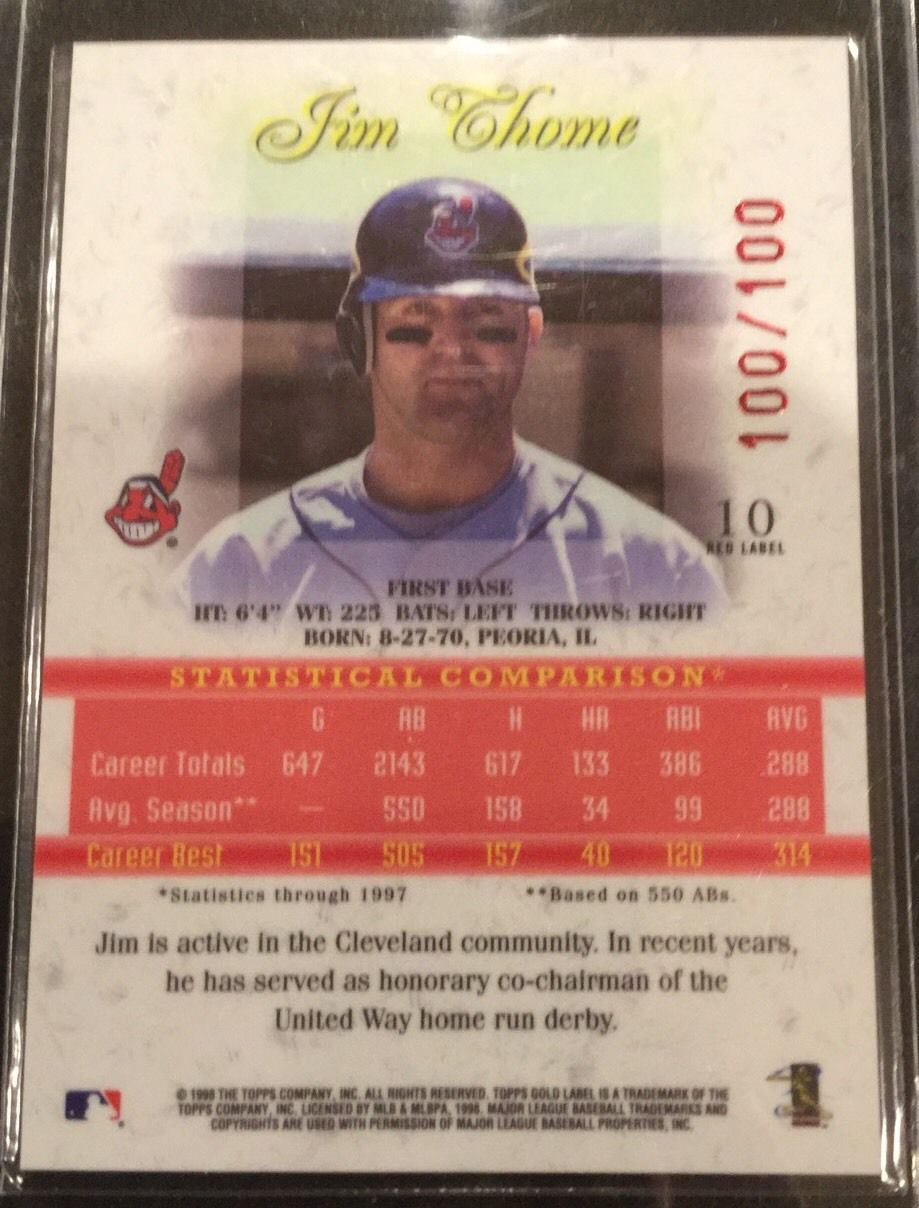 Jim Thome
100/100
10
RED LABEL
FIRST BASE
HT: 6'4" WT: 225 BATS: LEFT THROWS: RIGHT
BORN: 8-27-70, PEORIA, IL
STATISTICAL COMPARISON*
G AB H HR RBI AVG
Career Totals 647 2143 617 133 386 .288
Avg. Season** — 550 158 34 99 .288
Career Best 151 505 157 40 120 .314
*Statistics through 1997 **Based on 550 ABs.
Jim is active in the Cleveland community. In recent years,
he has served as honorary co-chairman of the
United Way home run derby.
© 1998 THE TOPPS COMPANY, INC. ALL RIGHTS RESERVED. TOPPS GOLD LABEL IS A TRADEMARK OF THE
TOPPS COMPANY, INC. LICENSED BY MLB & MLBPA, 1998. MAJOR LEAGUE BASEBALL TRADEMARKS AND
COPYRIGHTS ARE USED WITH PERMISSION OF MAJOR LEAGUE BASEBALL PROPERTIES, INC.